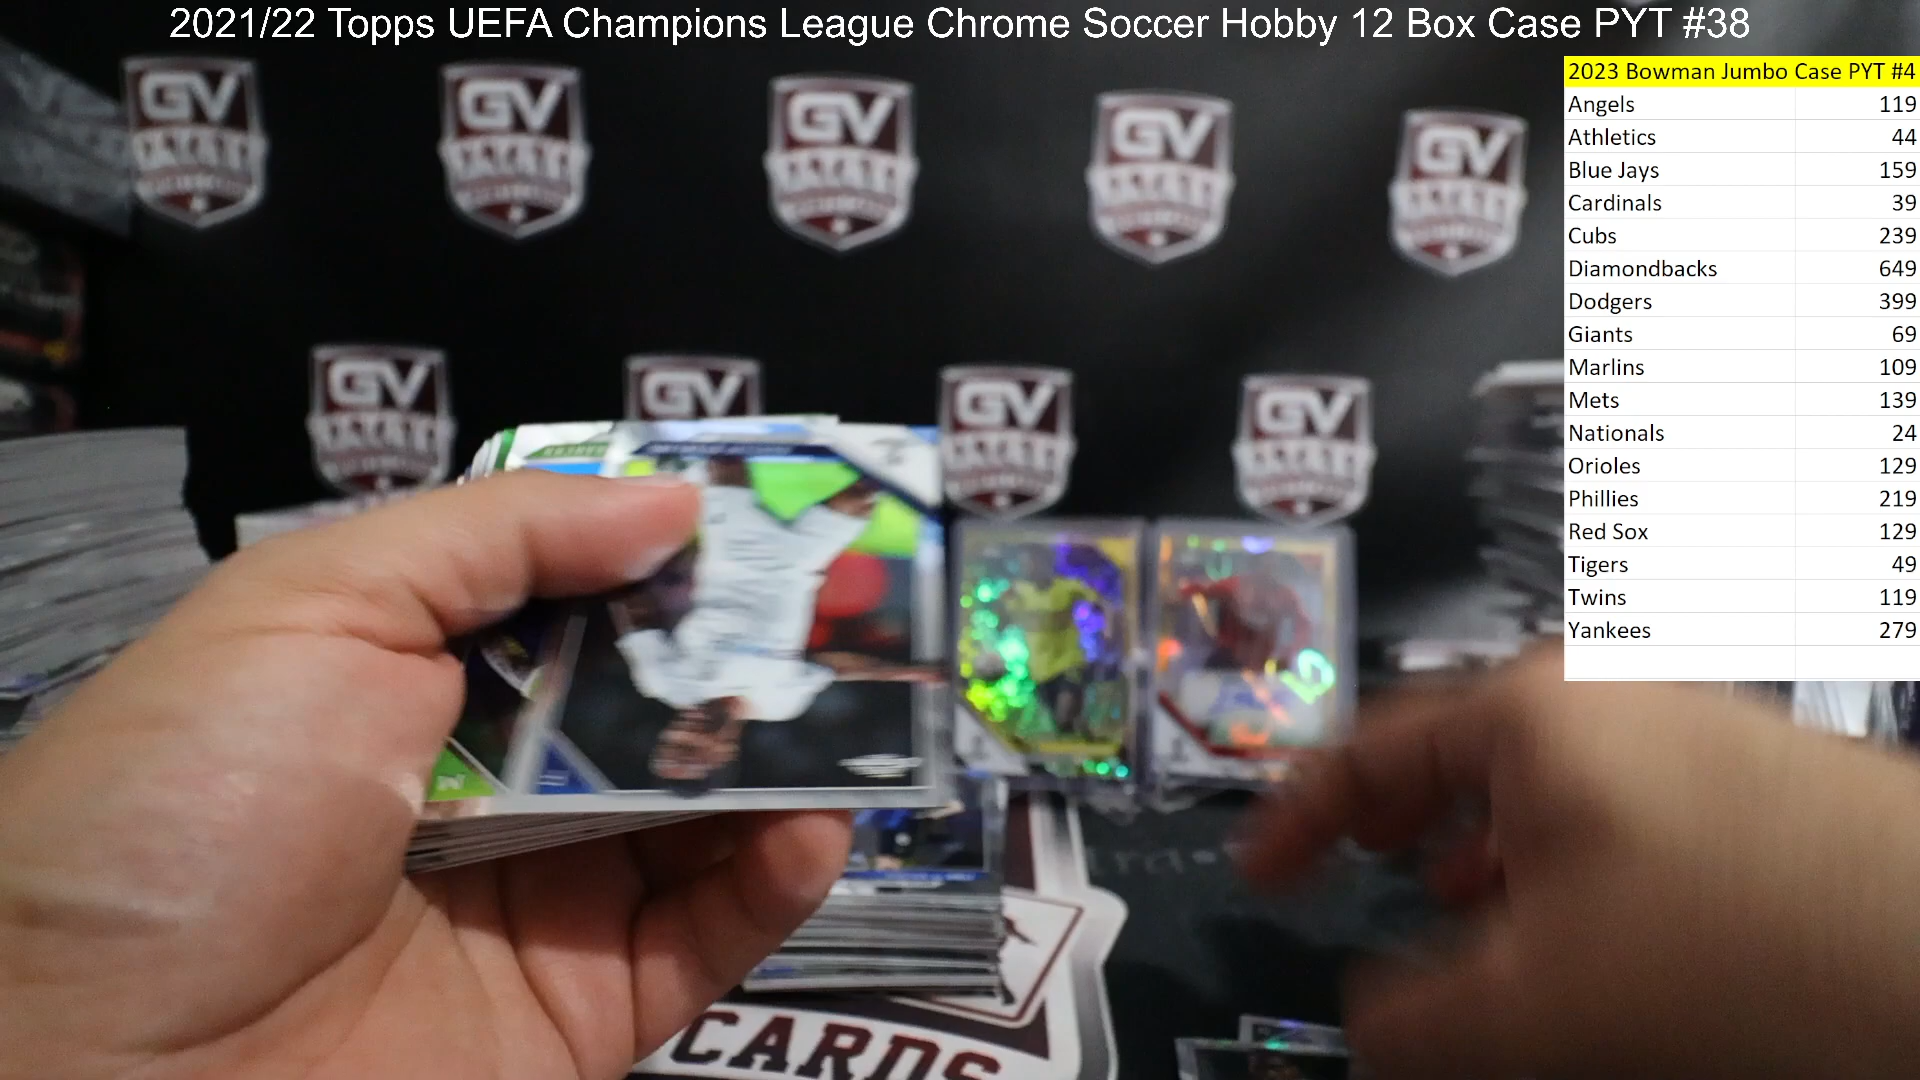 2021/22 Topps UEFA Champions League Chrome Soccer Hobby 12 Box Case PYT #38
2023 Bowman Jumbo Case PYT #4
Angels 119
Athletics 44
Blue Jays 159
Cardinals 39
Cubs 239
Diamondbacks 649
Dodgers 399
Giants 69
Marlins 109
Mets 139
Nationals 24
Orioles 129
Phillies 219
Red Sox 129
Tigers 49
Twins 119
Yankees 279
GV
GV
GV
GV
GV
GV
GV
GV
GV
CARDS